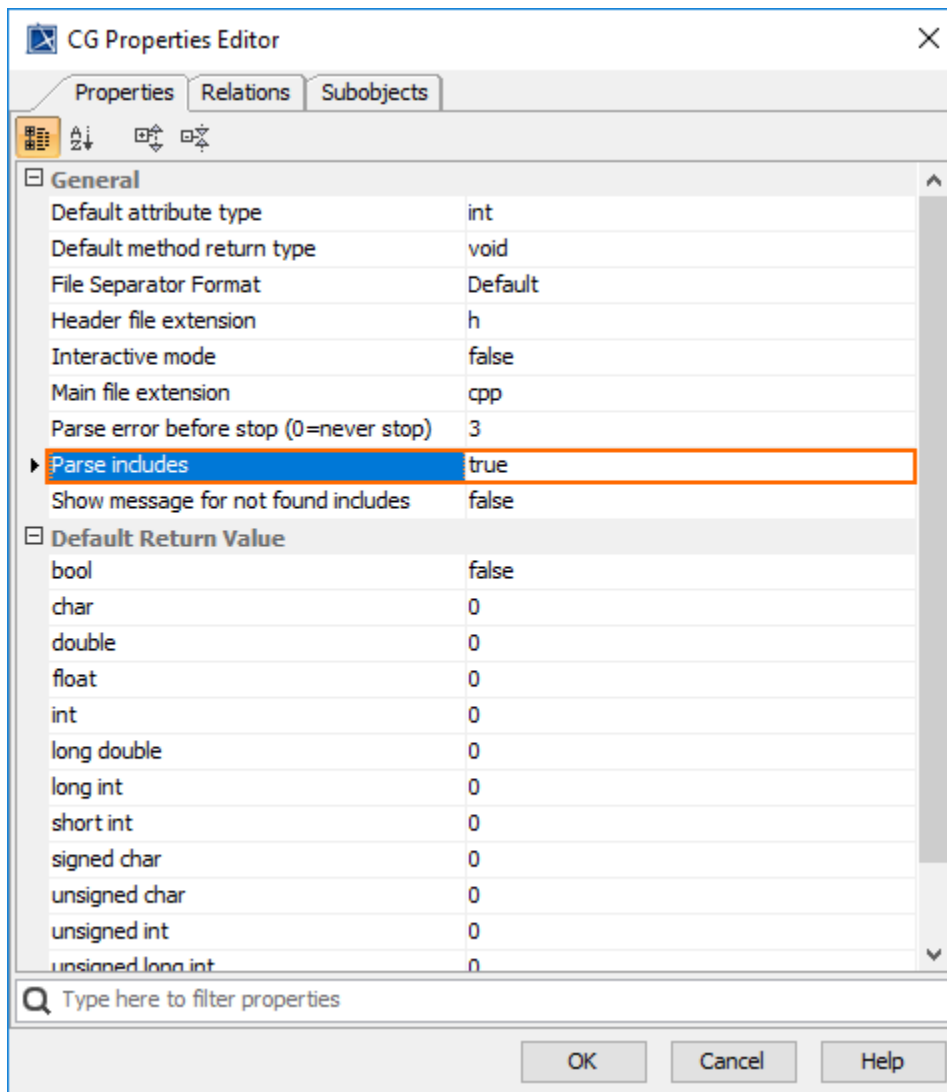 CG Properties Editor
Properties Relations Subobjects
General
Default attribute type int
Default method return type void
File Separator Format Default
Header file extension h
Interactive mode false
Main file extension cpp
Parse error before stop (0=never stop) 3
Parse includes true
Show message for not found includes false
Default Return Value
bool false
char 0
double 0
float 0
int 0
long double 0
long int 0
short int 0
signed char 0
unsigned char 0
unsigned int 0
unsigned long int 0
Type here to filter properties
OK Cancel Help